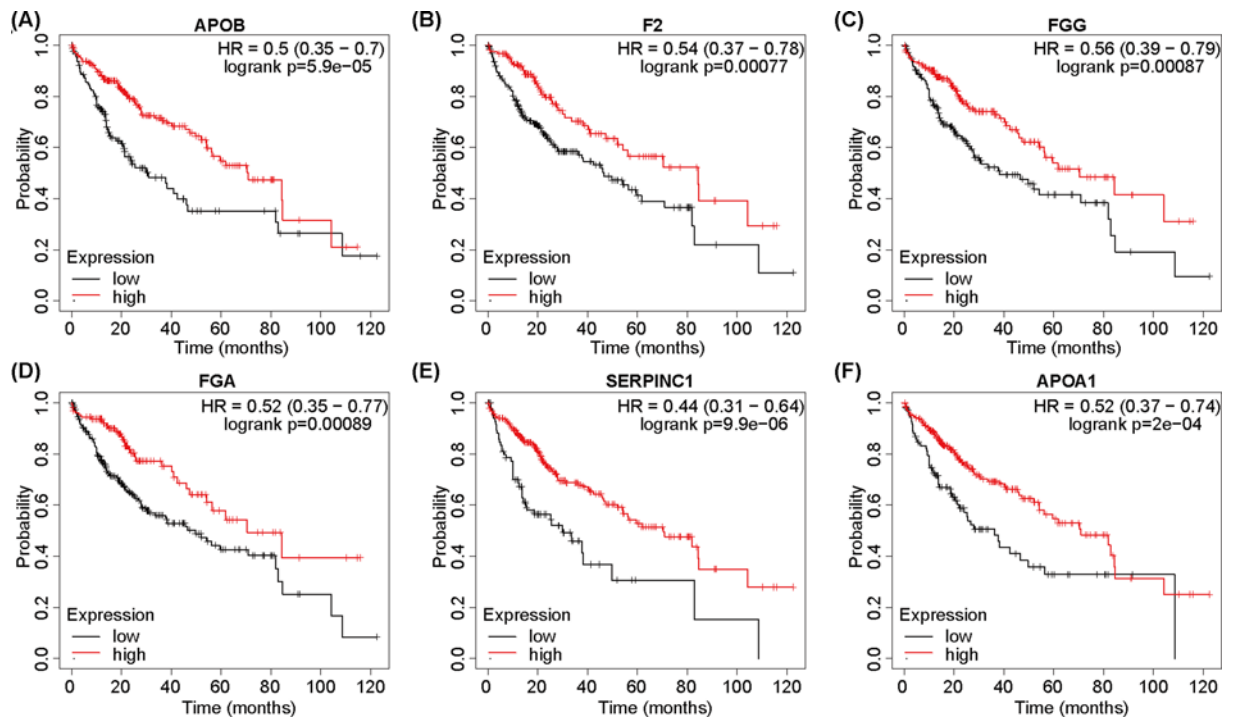 (A)
APOB
HR = 0.5 (0.35 − 0.7)
logrank p=5.9e−05
Probability
0.0 0.2 0.4 0.6 0.8 1.0
Expression
low
high
0 20 40 60 80 100 120
Time (months)
(B)
F2
HR = 0.54 (0.37 − 0.78)
logrank p=0.00077
Probability
0.0 0.2 0.4 0.6 0.8 1.0
Expression
low
high
0 20 40 60 80 100 120
Time (months)
(C)
FGG
HR = 0.56 (0.39 − 0.79)
logrank p=0.00087
Probability
0.0 0.2 0.4 0.6 0.8 1.0
Expression
low
high
0 20 40 60 80 100 120
Time (months)
(D)
FGA
HR = 0.52 (0.35 − 0.77)
logrank p=0.00089
Probability
0.0 0.2 0.4 0.6 0.8 1.0
Expression
low
high
0 20 40 60 80 100 120
Time (months)
(E)
SERPINC1
HR = 0.44 (0.31 − 0.64)
logrank p=9.9e−06
Probability
0.0 0.2 0.4 0.6 0.8 1.0
Expression
low
high
0 20 40 60 80 100 120
Time (months)
(F)
APOA1
HR = 0.52 (0.37 − 0.74)
logrank p=2e−04
Probability
0.0 0.2 0.4 0.6 0.8 1.0
Expression
low
high
0 20 40 60 80 100 120
Time (months)